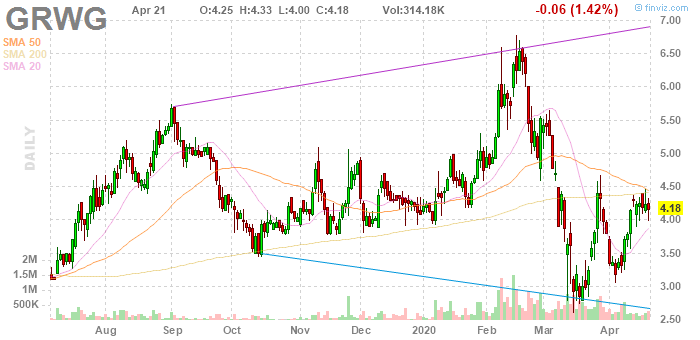 GRWG
Apr 21 O:4.25 H:4.33 L:4.00 C:4.18 Vol:314.18K
-0.06 (1.42%)
© finviz.com
SMA 50
SMA 200
SMA 20
DAILY
7.00
6.50
6.00
5.50
5.00
4.50
4.18
4.00
3.50
3.00
2.50
2M
1.5M
1M
500K
Aug Sep Oct Nov Dec 2020 Feb Mar Apr